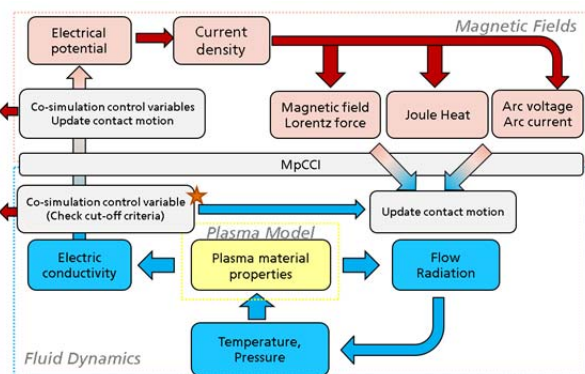 Magnetic Fields
Electrical
potential
Current
density
Co-simulation control variables
Update contact motion
Magnetic field
Lorentz force
Joule Heat
Arc voltage
Arc current
MpCCI
Co-simulation control variable
(Check cut-off criteria)
Update contact motion
Plasma Model
Electric
conductivity
Plasma material
properties
Flow
Radiation
Temperature,
Pressure
Fluid Dynamics